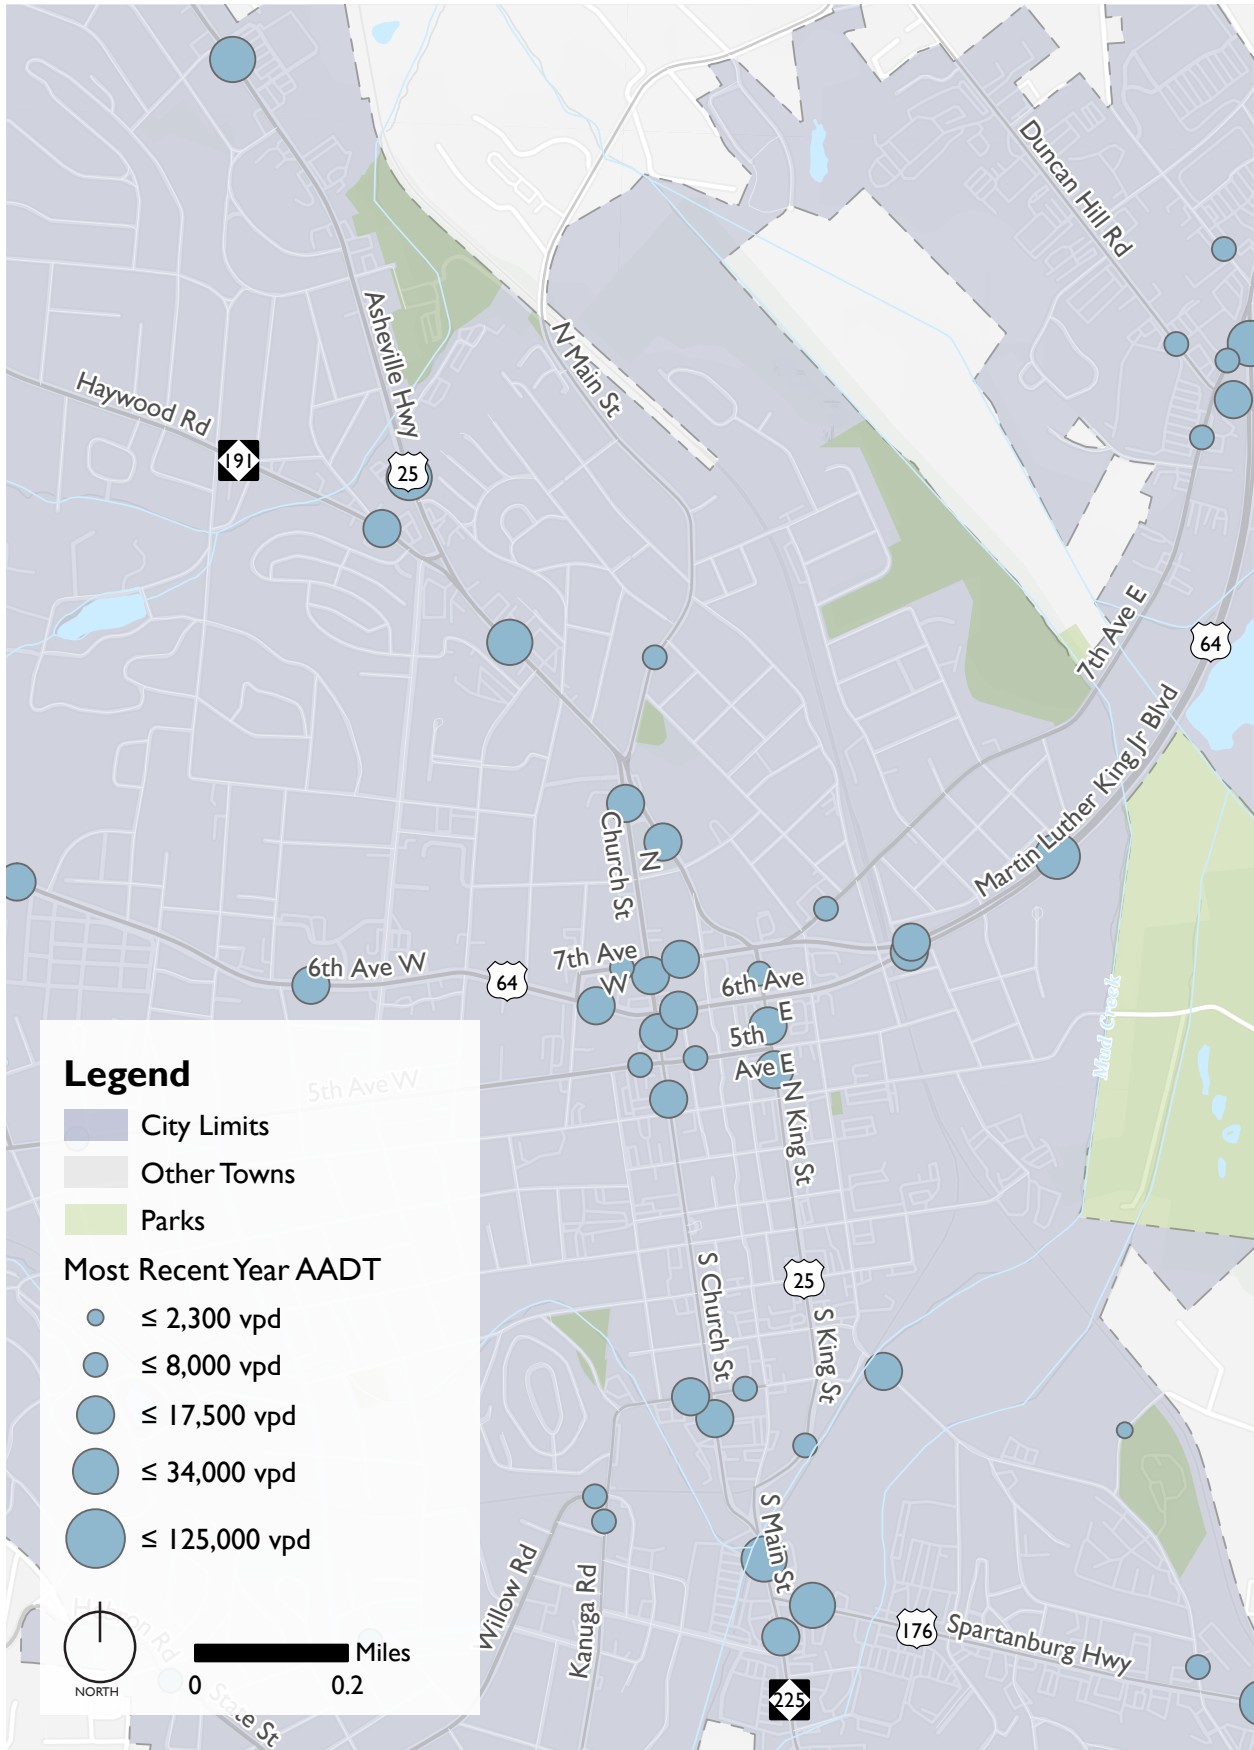 Duncan Hill Rd
Asheville Hwy
N Main St
Haywood Rd
191
25
7th Ave E
64
Martin Luther King Jr Blvd
Church St
N
7th Ave
W
6th Ave W
64
6th Ave
E
5th
Ave E
N King St
Mud Creek
5th Ave W
Legend
City Limits
Other Towns
Parks
Most Recent Year AADT
≤ 2,300 vpd
≤ 8,000 vpd
≤ 17,500 vpd
≤ 34,000 vpd
≤ 125,000 vpd
NORTH
Miles
0
0.2
S Church St
25
S King St
S Main St
Willow Rd
Kanuga Rd
176
Spartanburg Hwy
225
State St